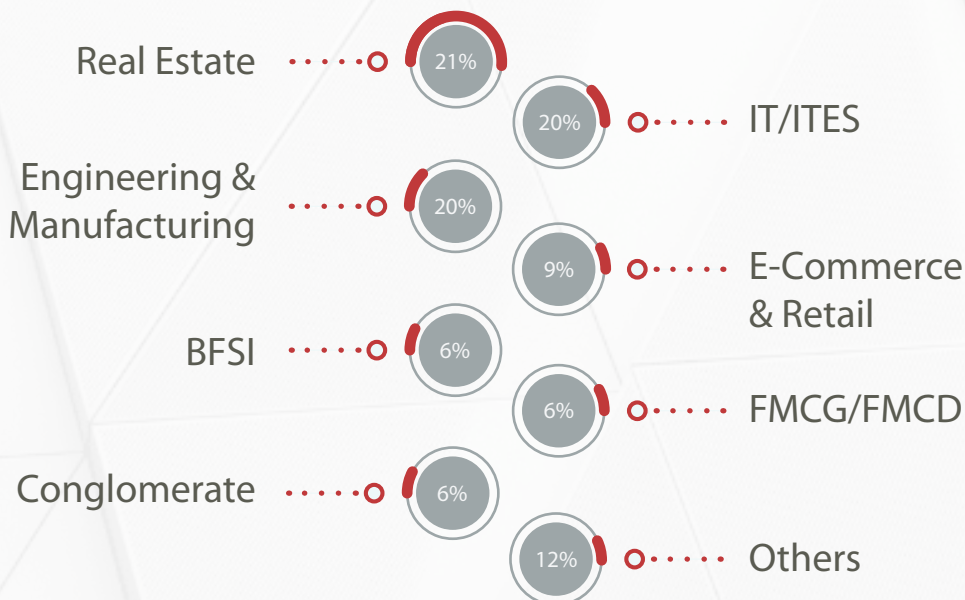 Real Estate
21%
20%
IT/ITES
Engineering &
Manufacturing
20%
9%
E-Commerce
& Retail
BFSI
6%
6%
FMCG/FMCD
Conglomerate
6%
12%
Others